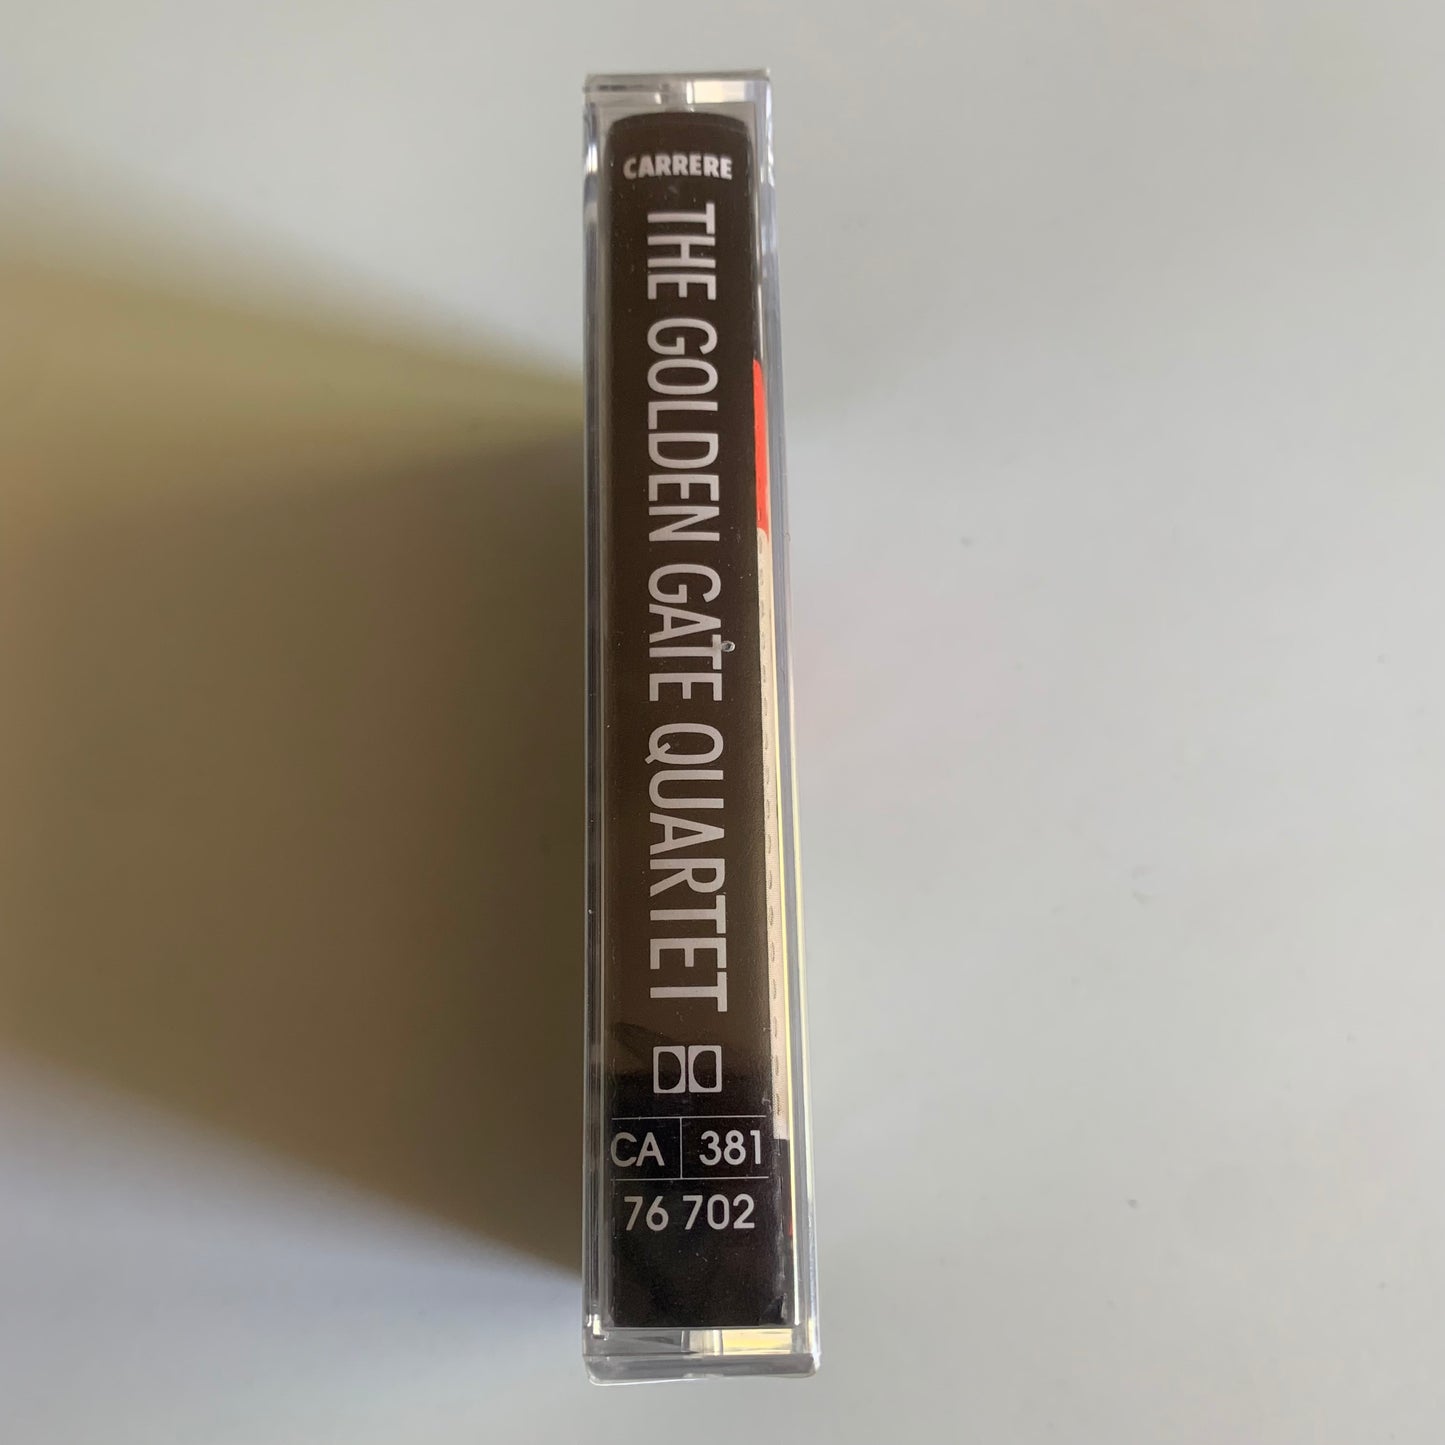 CARRERE
THE GOLDEN GATE QUARTET
CA 381
76 702